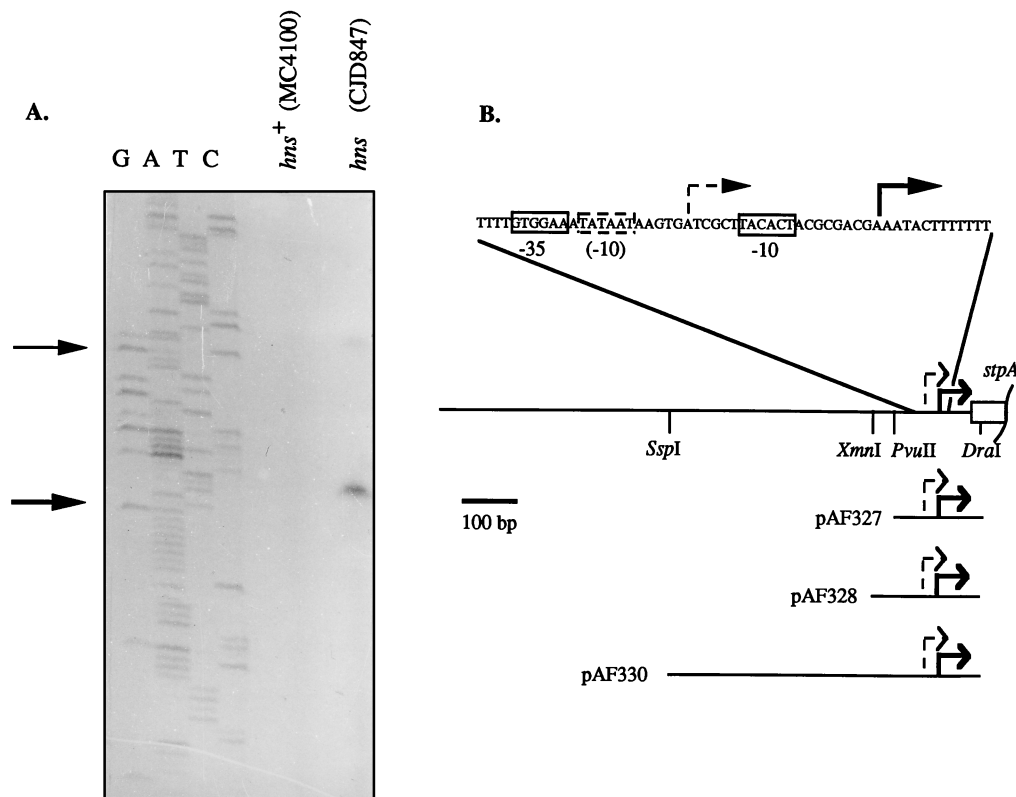 A.
G A T C
hns+ (MC4100)
hns (CJD847)
B.
TTTTGTGGAAATATAATAAGTGATCGCTTACACTACGCGACGAAATACTTTTTTT
-35 (-10) -10
stpA
SspI XmnI PvuII DraI
100 bp
pAF327
pAF328
pAF330